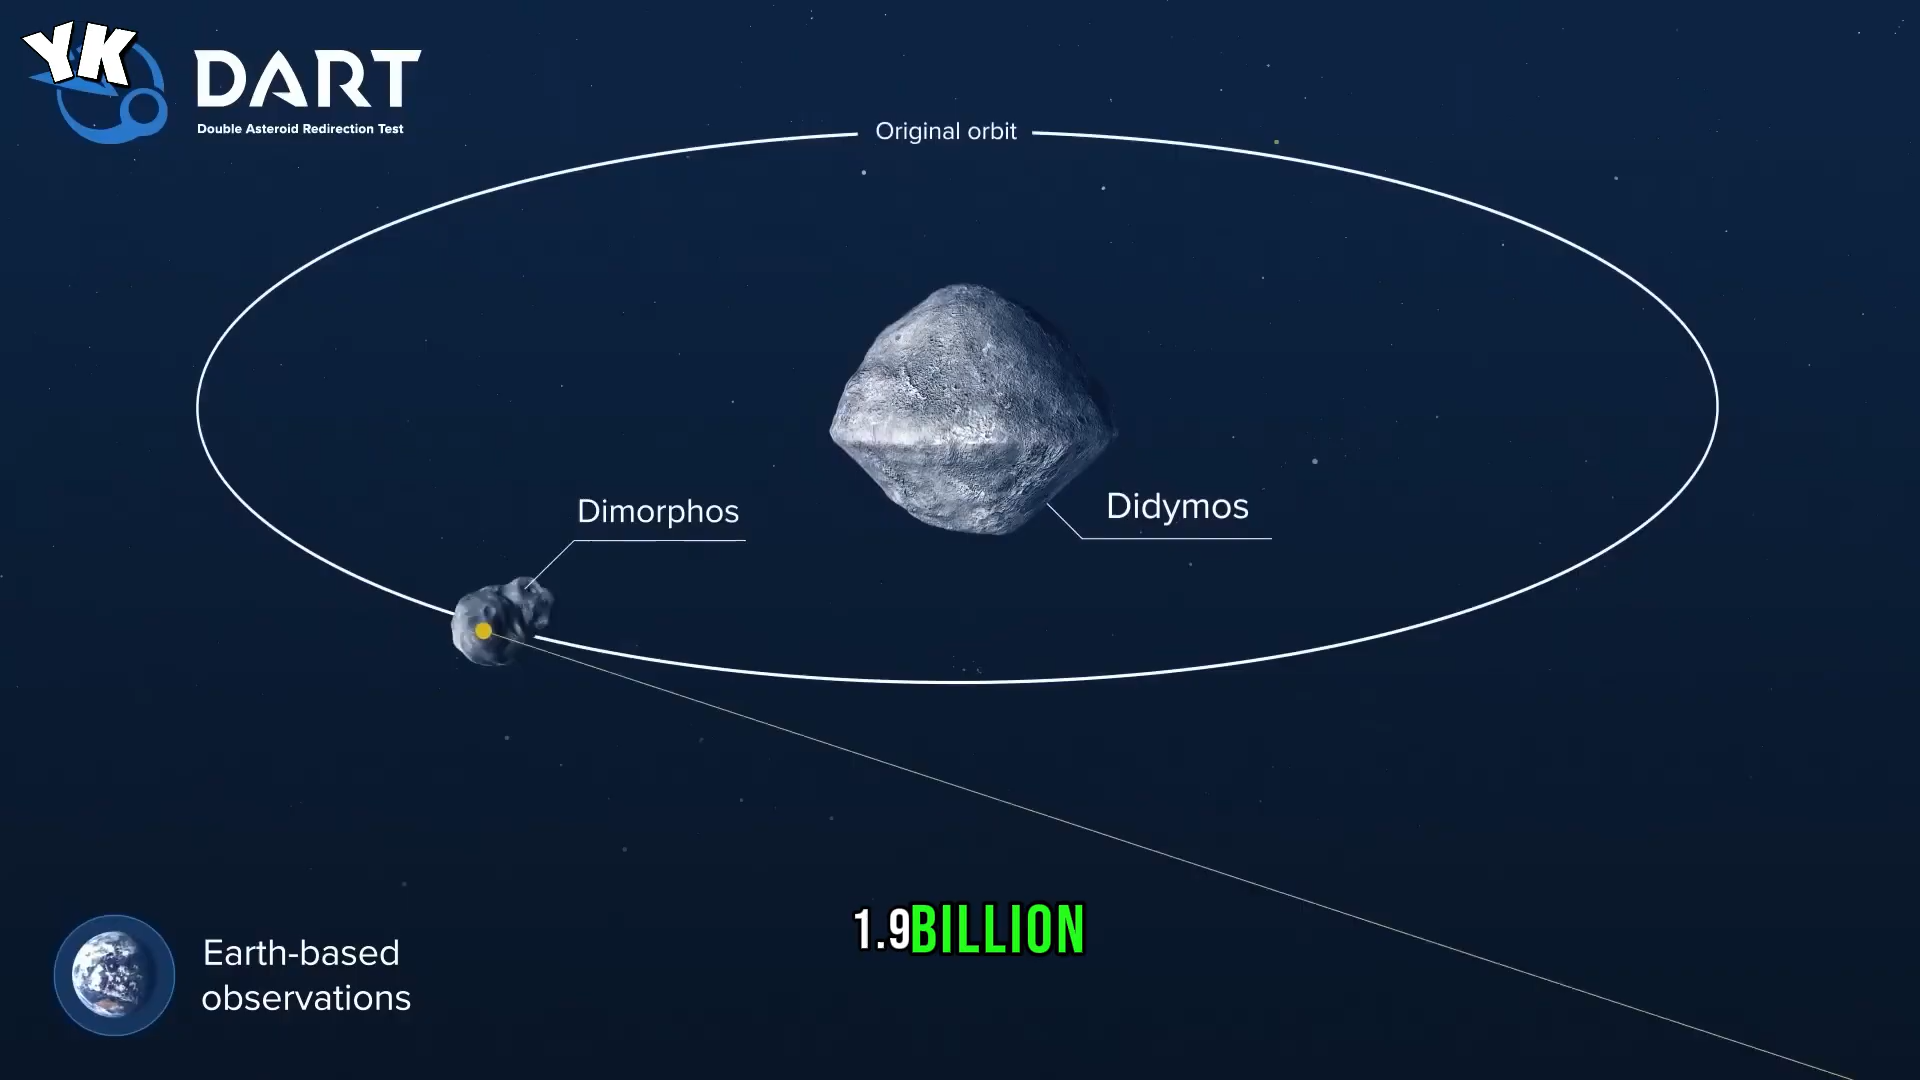 YK
DART
Double Asteroid Redirection Test
Original orbit
Dimorphos
Didymos
1.9BILLION
Earth-based
observations